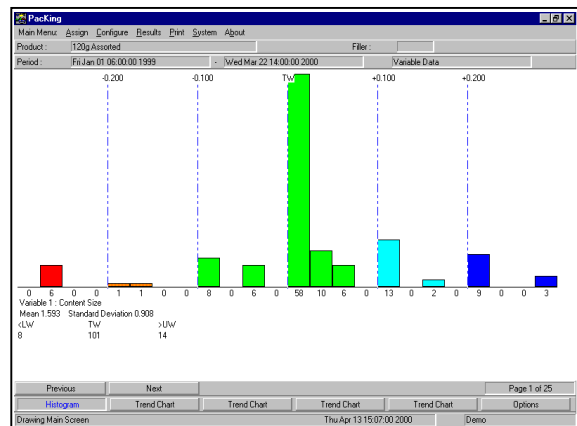 PacKing
Main Menu: Assign Configure Results Print System About
Product : 120g Assorted Filler :
Period : Fri Jan 01 06:00:00 1999 - Wed Mar 22 14:00:00 2000 Variable Data
-0.200 -0.100 TW +0.100 +0.200
0 6 0 0 1 1 0 0 8 0 6 0 58 10 6 0 13 0 2 0 9 0 0 3
Variable 1 : Content Size
Mean 1.593 Standard Deviation 0.908
<LW TW >UW
8 101 14
Previous Next Page 1 of 25
Histogram Trend Chart Trend Chart Trend Chart Trend Chart Options
Drawing Main Screen Thu Apr 13 15:07:00 2000 Demo